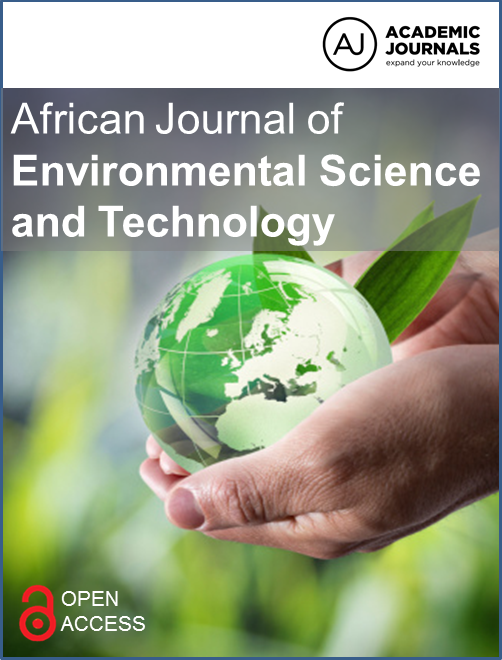 AJ
ACADEMIC
JOURNALS
expand your knowledge
African Journal of
Environmental Science
and Technology
OPEN
ACCESS